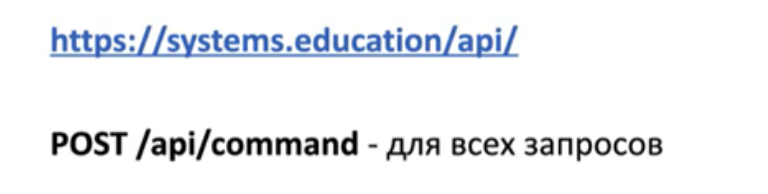 https://systems.education/api/
POST /api/command - для всех запросов